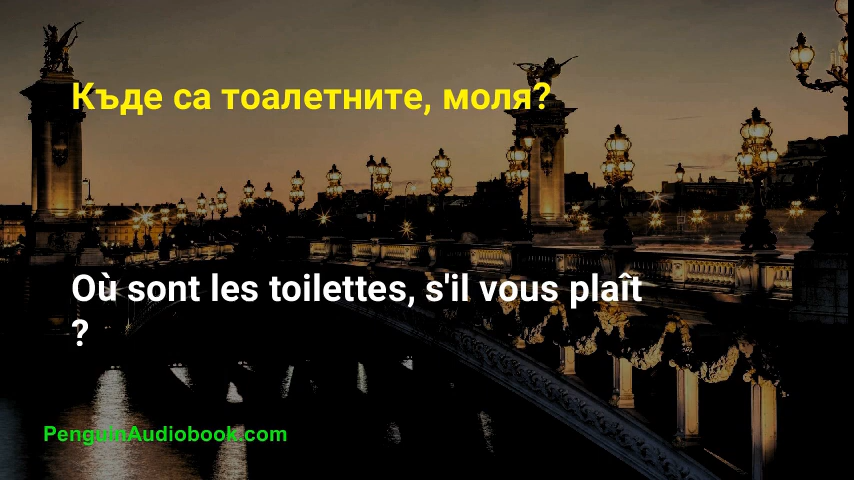 Къде са тоалетните, моля?
Où sont les toilettes, s'il vous plaît
?
PenguinAudiobook.com